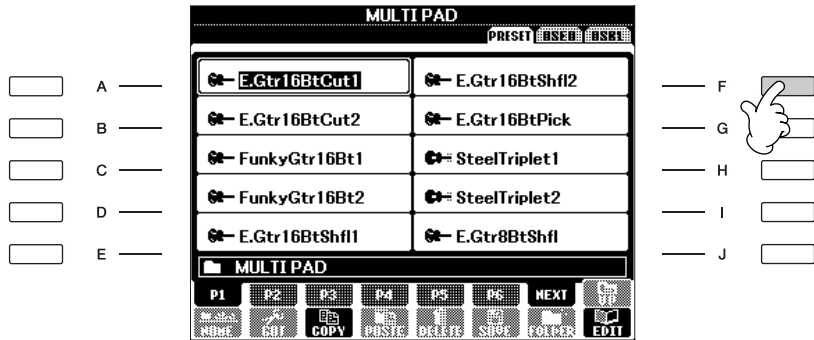 MULTI PAD
PRESET USER USB1
A E.Gtr16BtCut1 E.Gtr16BtShfl2 F
B E.Gtr16BtCut2 E.Gtr16BtPick G
C FunkyGtr16Bt1 SteelTriplet1 H
D FunkyGtr16Bt2 SteelTriplet2 I
E E.Gtr16BtShfl1 E.Gtr8BtShfl J
MULTI PAD
P1 P2 P3 P4 P5 P6 NEXT UP
NAME CUT COPY PASTE DELETE SAVE FOLDER EDIT